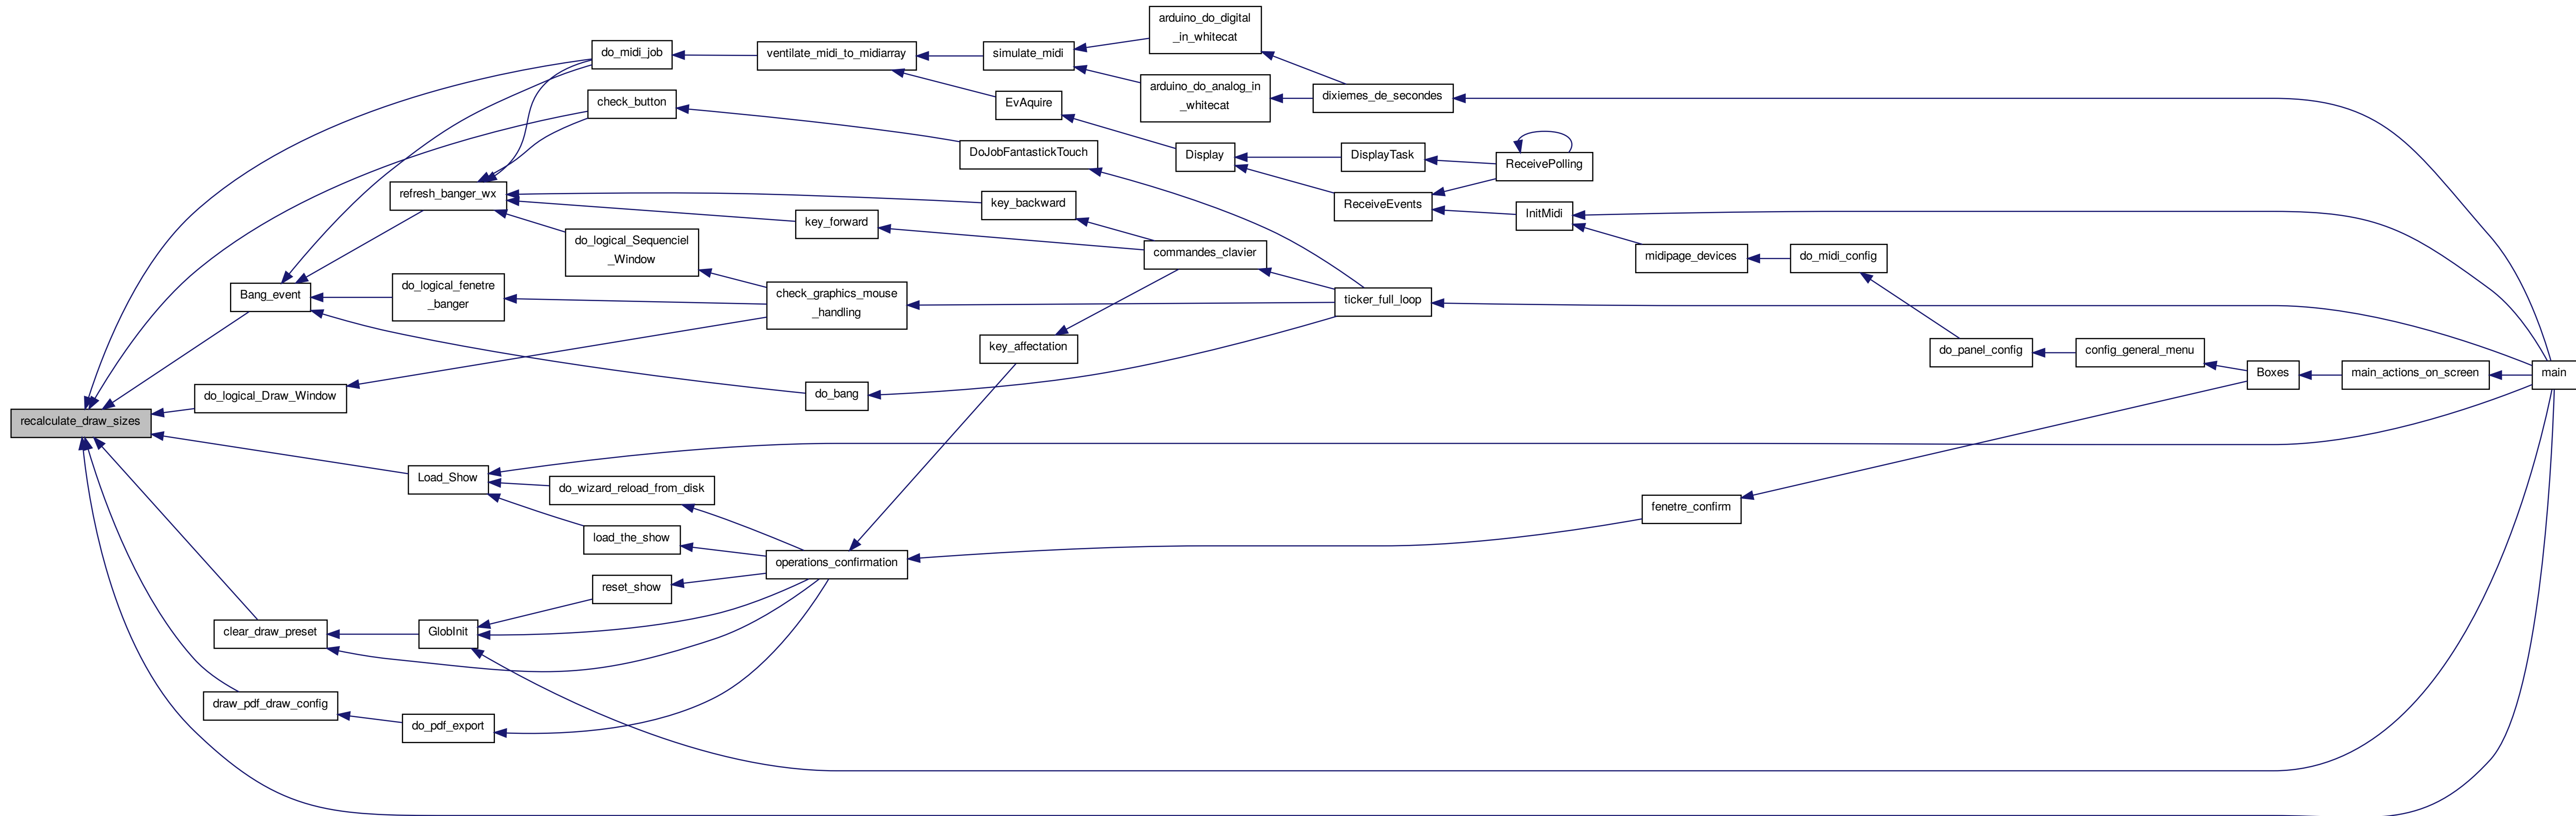 arduino_do_digital
_in_whitecat
do_midi_job
ventilate_midi_to_midiarray
simulate_midi
arduino_do_analog_in
_whitecat
dixiemes_de_secondes
check_button
EvAquire
DoJobFantastickTouch
Display
DisplayTask
ReceivePolling
refresh_banger_wx
key_backward
ReceiveEvents
key_forward
InitMidi
do_logical_Sequenciel
_Window
commandes_clavier
midipage_devices
do_midi_config
Bang_event
do_logical_fenetre
_banger
check_graphics_mouse
_handling
ticker_full_loop
key_affectation
do_panel_config
config_general_menu
Boxes
main_actions_on_screen
main
do_logical_Draw_Window
do_bang
recalculate_draw_sizes
Load_Show
do_wizard_reload_from_disk
fenetre_confirm
load_the_show
operations_confirmation
reset_show
clear_draw_preset
GlobInit
draw_pdf_draw_config
do_pdf_export